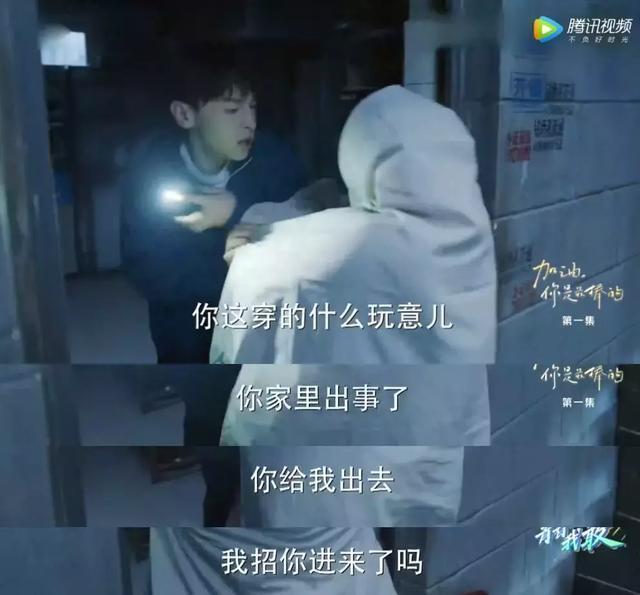 腾讯视频
不负好时光
加油
你是最棒的
第一集
你这穿的什么玩意儿
你是最棒的
第一集
你家里出事了
你给我出去
我招你进来了吗